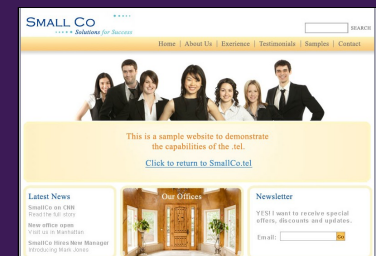 SMALL CO
Solutions for Success
SEARCH
Home | About Us | Exerience | Testimonials | Samples | Contact
This is a sample website to demonstrate
the capabilities of the .tel.
Click to return to SmallCo.tel
Latest News
SmallCo on CNN
Read the full story
New office open
Visit us in Manhattan
SmallCo Hires New Manager
Introducing Mark Jones
Our Offices
Newsletter
YES! I want to receive special
offers, discounts and updates.
Email:
Go